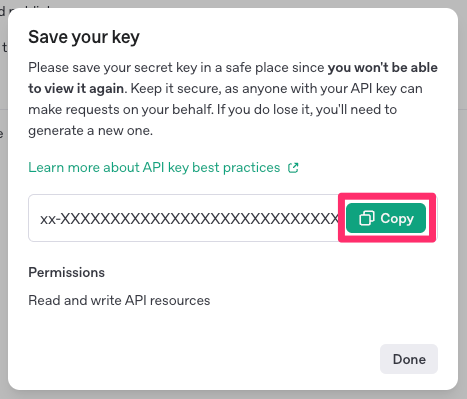 Save your key
Please save your secret key in a safe place since you won't be able
to view it again. Keep it secure, as anyone with your API key can
make requests on your behalf. If you do lose it, you'll need to
generate a new one.
Learn more about API key best practices
xx-XXXXXXXXXXXXXXXXXXXXXXXXXXXX
Copy
Permissions
Read and write API resources
Done